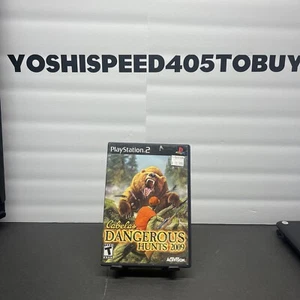 YOSHISPEED405TOBUY
PlayStation 2
Cabela's
DANGEROUS
HUNTS 2009
T
ACTIVISION